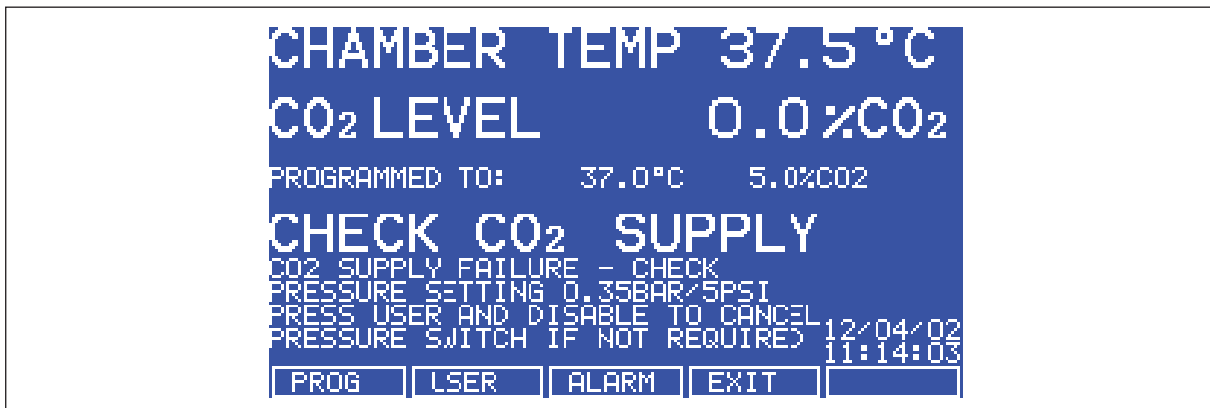 CHAMBER TEMP 37.5°C
CO₂ LEVEL 0.0%CO₂
PROGRAMMED TO: 37.0°C 5.0%CO2
CHECK CO₂ SUPPLY
CO2 SUPPLY FAILURE - CHECK
PRESSURE SETTING 0.35BAR/5PSI
PRESS USER AND DISABLE TO CANCEL
PRESSURE SWITCH IF NOT REQUIRED
12/04/02
11:14:03
PROG USER ALARM EXIT